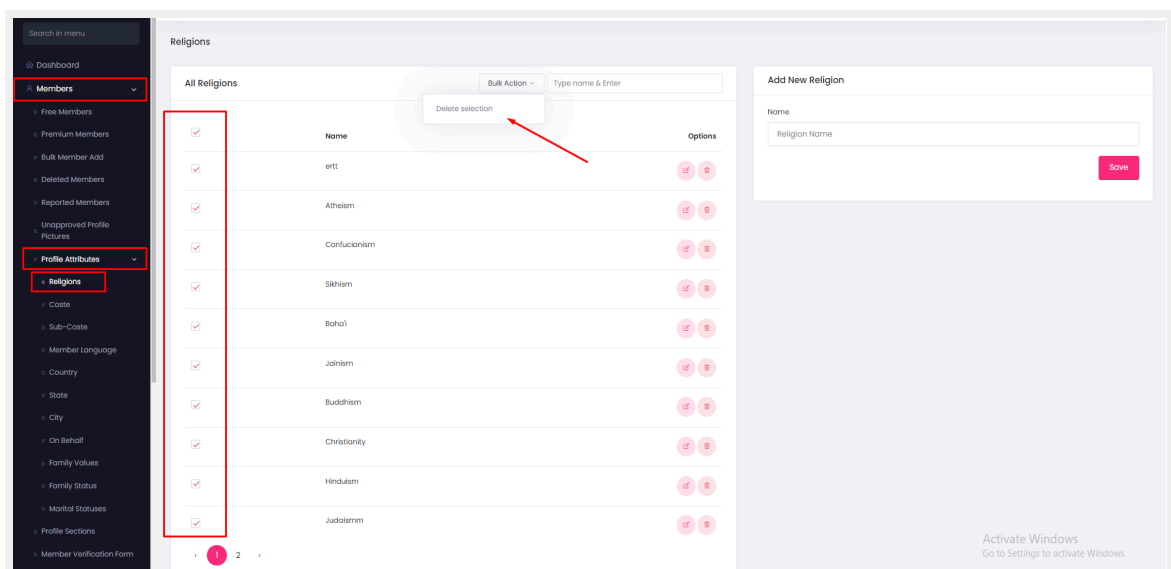 Search in menu
Dashboard
Members
Free Members
Premium Members
Bulk Member Add
Deleted Members
Reported Members
Unapproved Profile
Pictures
Profile Attributes
Religions
Caste
Sub-Caste
Member Language
Country
State
City
On Behalf
Family Values
Family Status
Marital Statuses
Profile Sections
Member Verification Form
Religions
All Religions
Bulk Action
Type name & Enter
Delete selection
Name
Options
ertt
Atheism
Confucianism
Sikhism
Baha'i
Jainism
Buddhism
Christianity
Hinduism
Judaismm
‹ 1 2 ›
Add New Religion
Name
Religion Name
Save
Activate Windows
Go to Settings to activate Windows.